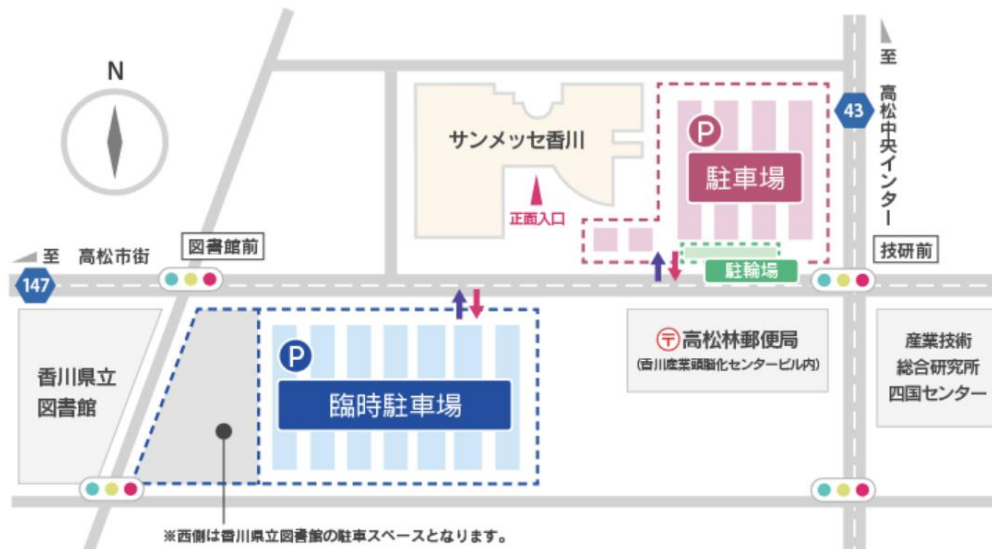 N
至 高松中央インター
43
サンメッセ香川
P
駐車場
正面入口
至 高松市街
図書館前
技研前
147
駐輪場
香川県立
図書館
P
臨時駐車場
〒高松林郵便局
(香川産業頭脳化センタービル内)
産業技術
総合研究所
四国センター
※西側は香川県立図書館の駐車スペースとなります。